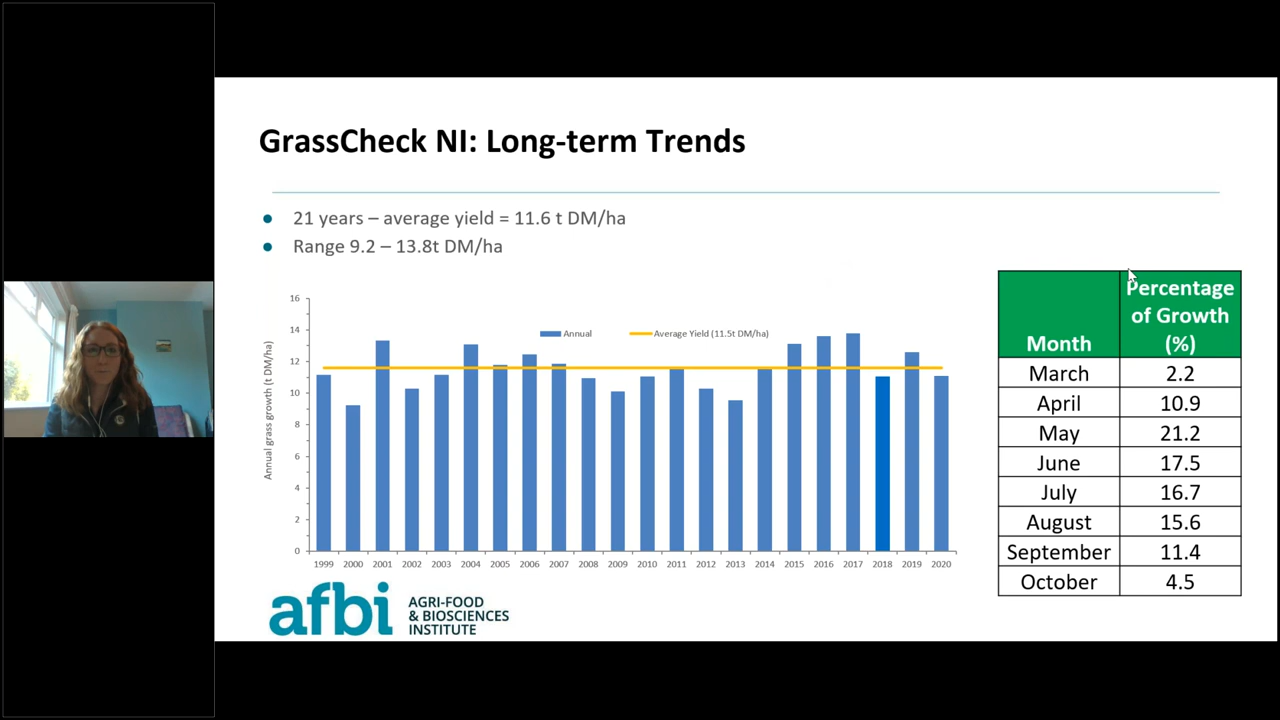 GrassCheck NI: Long-term Trends
21 years – average yield = 11.6 t DM/ha
Range 9.2 – 13.8t DM/ha
Annual grass growth (t DM/ha)
16
14
12
10
8
6
4
2
0
Annual
Average Yield (11.5t DM/ha)
1999 2000 2001 2002 2003 2004 2005 2006 2007 2008 2009 2010 2011 2012 2013 2014 2015 2016 2017 2018 2019 2020
Month Percentage of Growth (%)
March 2.2
April 10.9
May 21.2
June 17.5
July 16.7
August 15.6
September 11.4
October 4.5
afbi
AGRI-FOOD
& BIOSCIENCES
INSTITUTE